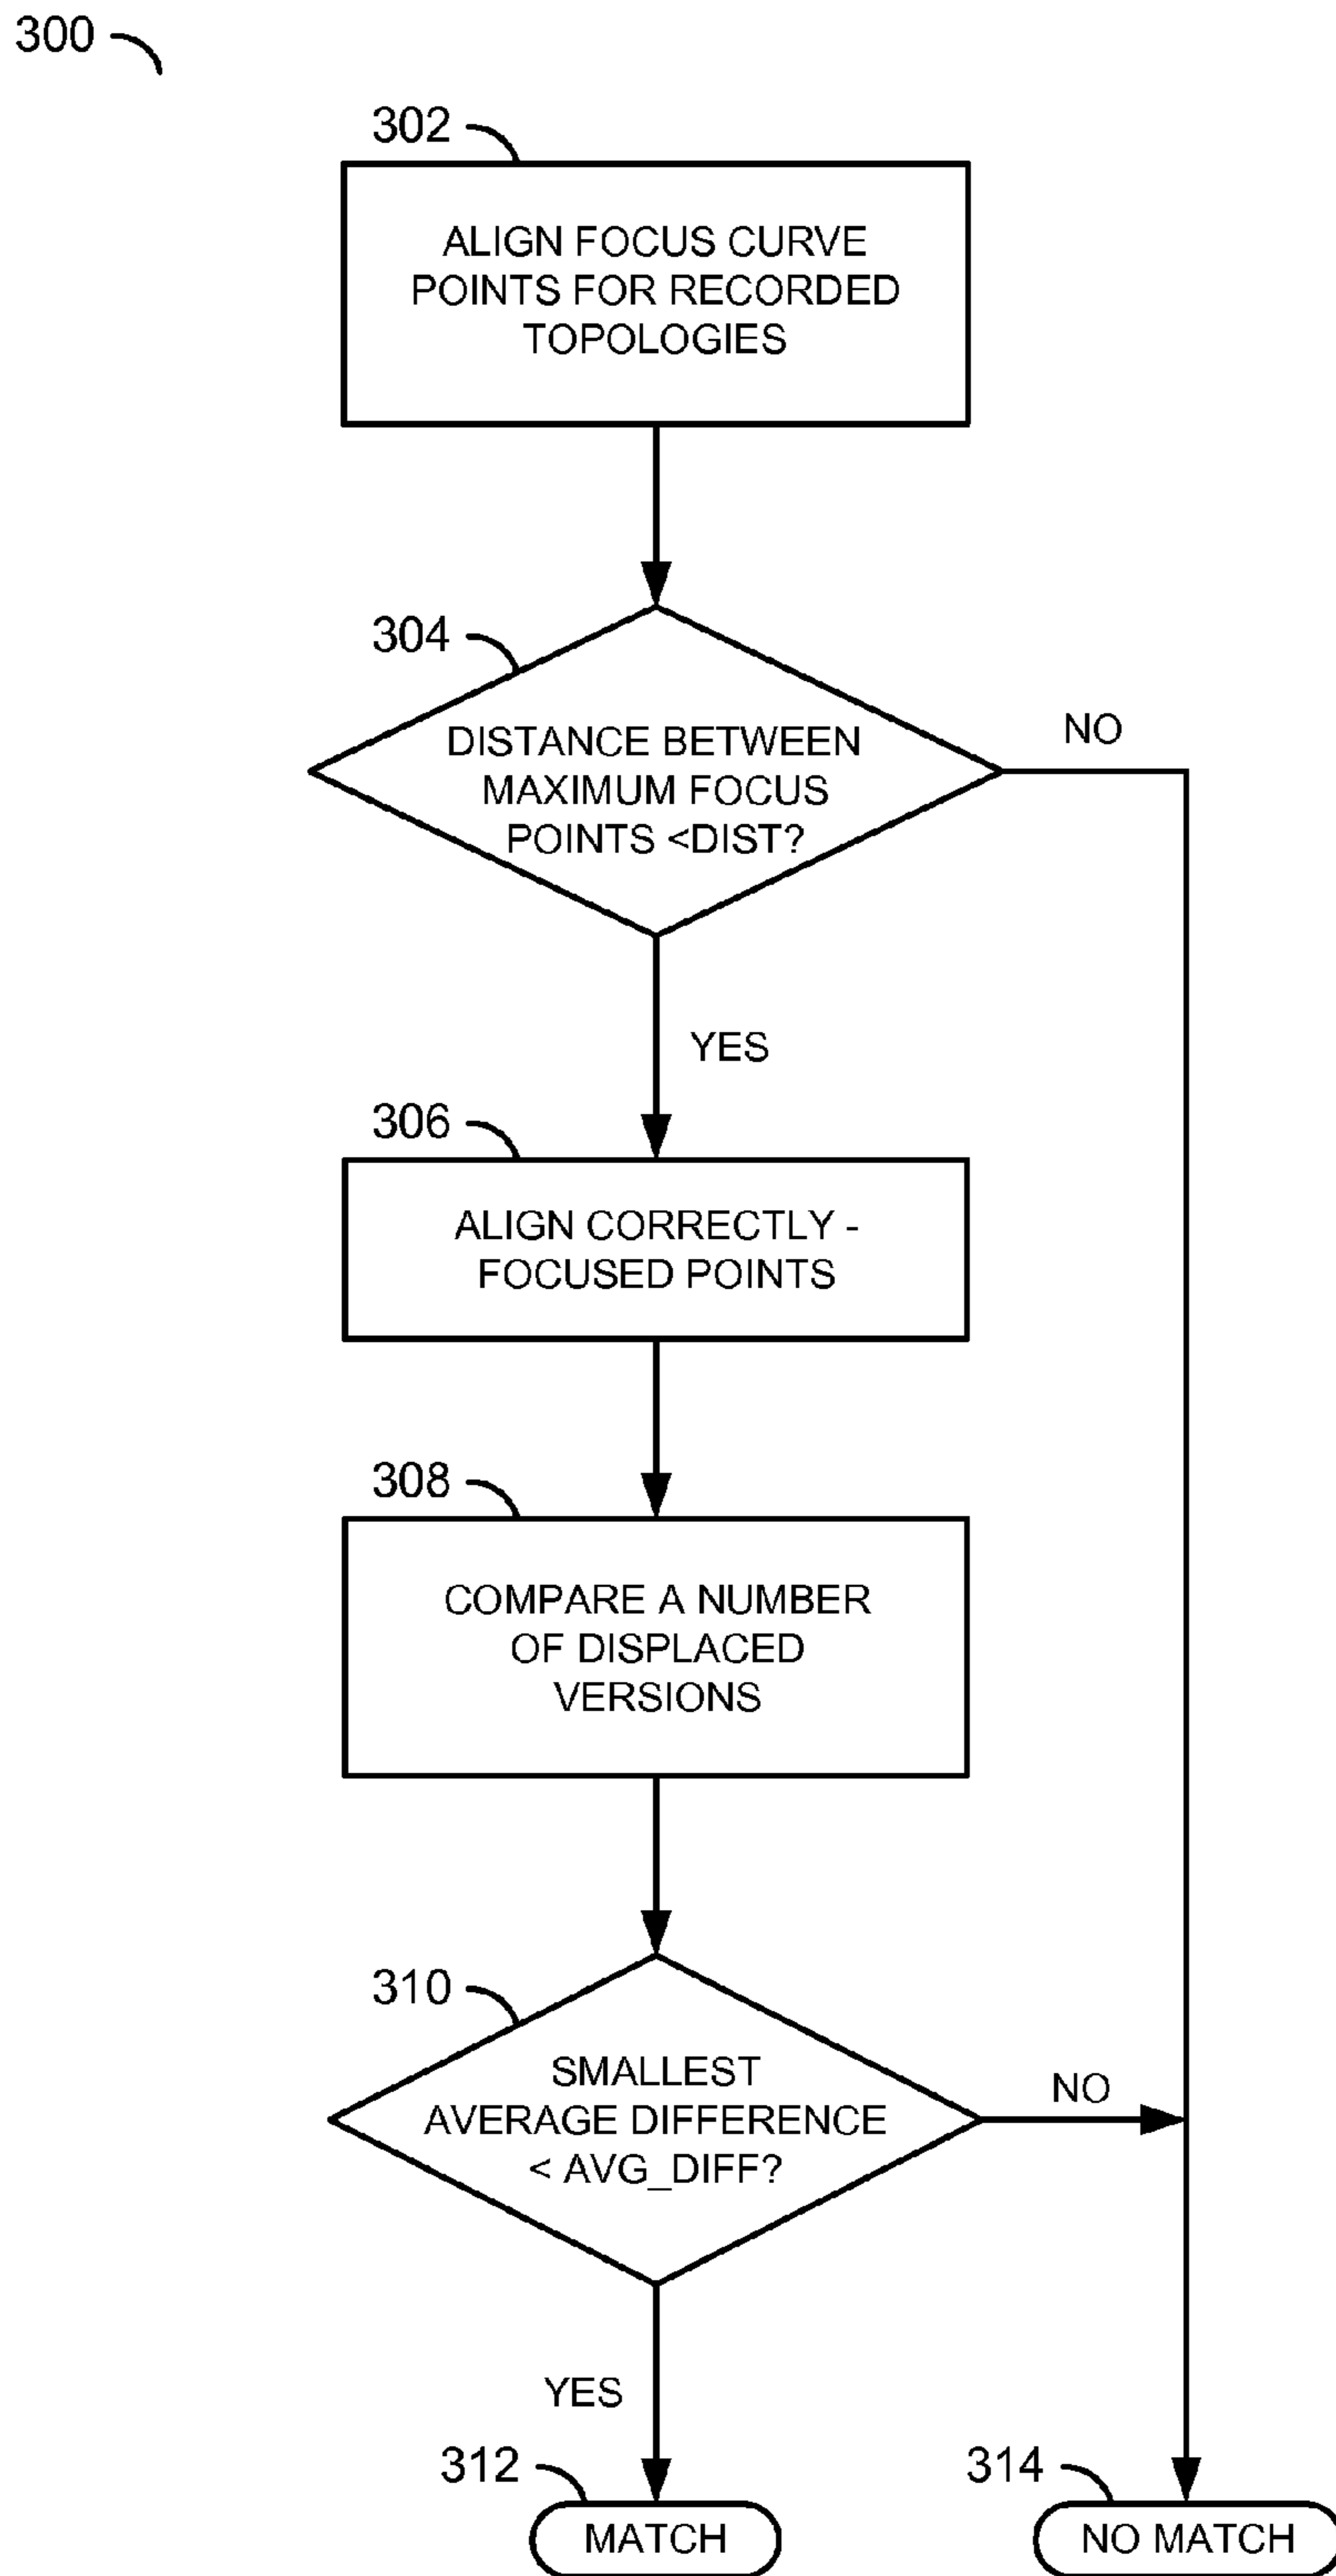 300
302
ALIGN FOCUS CURVE
POINTS FOR RECORDED
TOPOLOGIES
304
DISTANCE BETWEEN
MAXIMUM FOCUS
POINTS <DIST?
NO
YES
306
ALIGN CORRECTLY -
FOCUSED POINTS
308
COMPARE A NUMBER
OF DISPLACED
VERSIONS
310
SMALLEST
AVERAGE DIFFERENCE
< AVG_DIFF?
NO
YES
312
MATCH
314
NO MATCH